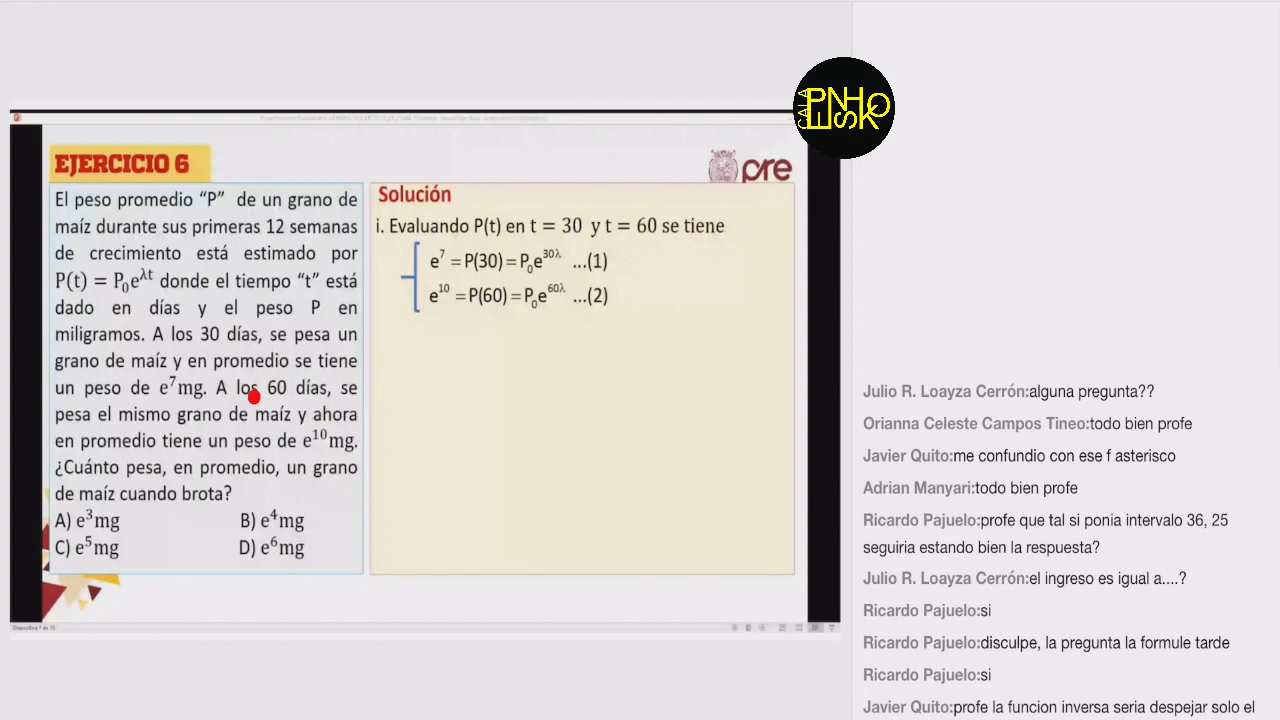 CALA
PENHO
ESK
EJERCICIO 6
pre
El peso promedio “P” de un grano de
maíz durante sus primeras 12 semanas
de crecimiento está estimado por
P(t) = P₀e^λt donde el tiempo “t” está
dado en días y el peso P en
miligramos. A los 30 días, se pesa un
grano de maíz y en promedio se tiene
un peso de e⁷mg. A los 60 días, se
pesa el mismo grano de maíz y ahora
en promedio tiene un peso de e¹⁰mg.
¿Cuánto pesa, en promedio, un grano
de maíz cuando brota?
A) e³mg B) e⁴mg
C) e⁵mg D) e⁶mg
Solución
i. Evaluando P(t) en t = 30 y t = 60 se tiene
e⁷ = P(30) = P₀e^30λ ...(1)
e¹⁰ = P(60) = P₀e^60λ ...(2)
Julio R. Loayza Cerrón:alguna pregunta??
Orianna Celeste Campos Tineo:todo bien profe
Javier Quito:me confundio con ese f asterisco
Adrian Manyari:todo bien profe
Ricardo Pajuelo:profe que tal si ponia intervalo 36, 25
seguiria estando bien la respuesta?
Julio R. Loayza Cerrón:el ingreso es igual a....?
Ricardo Pajuelo:si
Ricardo Pajuelo:disculpe, la pregunta la formule tarde
Ricardo Pajuelo:si
Javier Quito:profe la funcion inversa seria despejar solo el